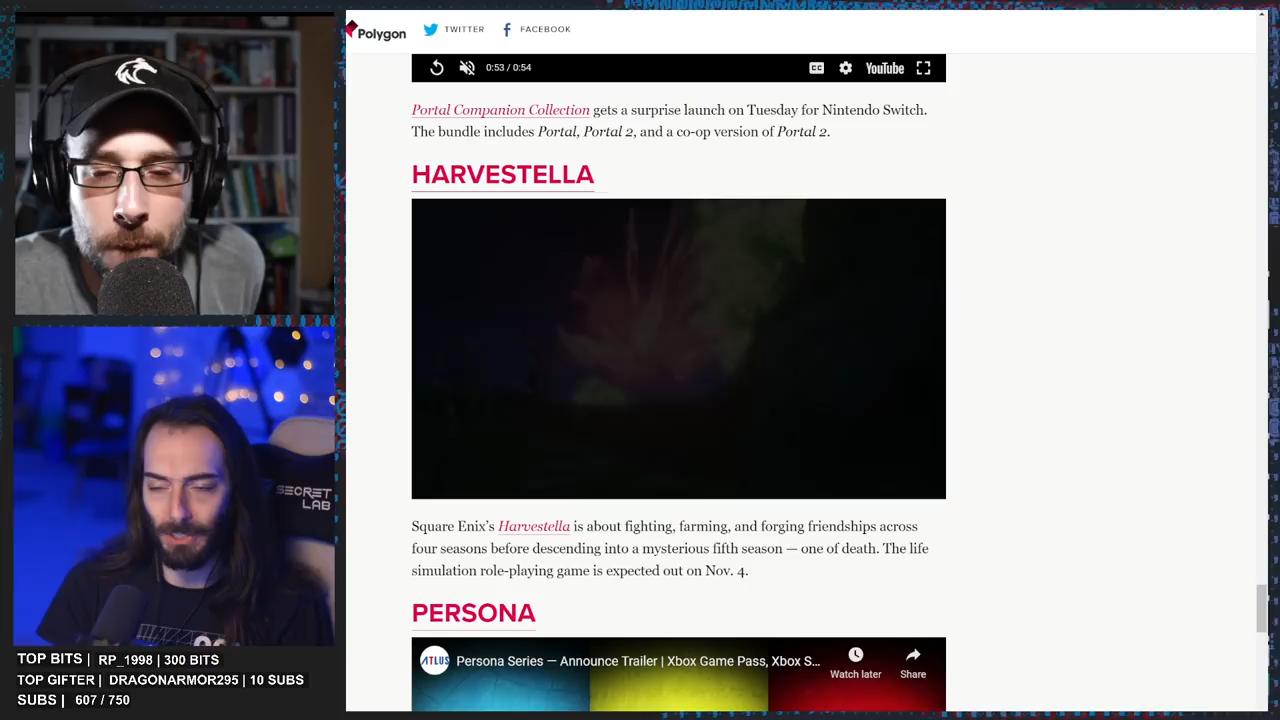 Polygon
TWITTER
FACEBOOK
0:53 / 0:54
CC
YouTube
Portal Companion Collection gets a surprise launch on Tuesday for Nintendo Switch.
The bundle includes Portal, Portal 2, and a co-op version of Portal 2.
HARVESTELLA
Square Enix’s Harvestella is about fighting, farming, and forging friendships across
four seasons before descending into a mysterious fifth season — one of death. The life
simulation role-playing game is expected out on Nov. 4.
PERSONA
ATLUS
Persona Series — Announce Trailer | Xbox Game Pass, Xbox S...
Watch later
Share
SECRET
LAB
TOP BITS | RP_1998 | 300 BITS
TOP GIFTER | DRAGONARMOR295 | 10 SUBS
SUBS | 607 / 750